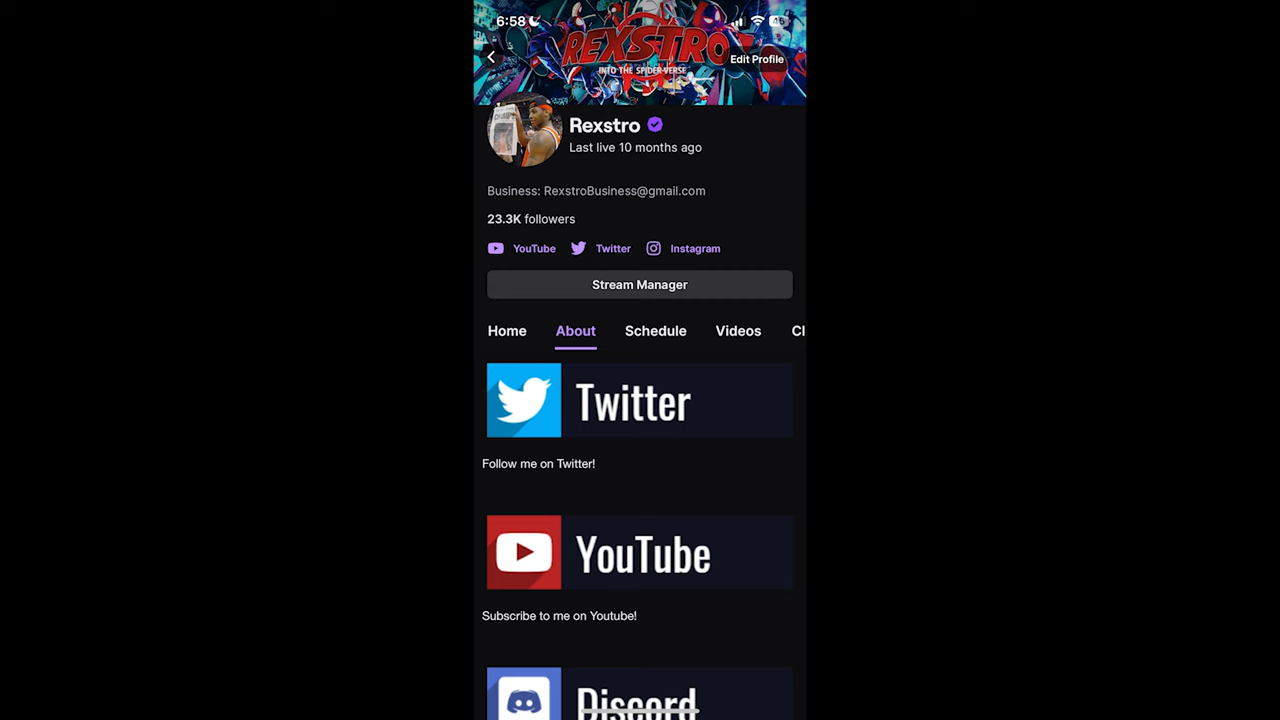 6:58
45
REXSTRO
INTO THE SPIDER-VERSE
Edit Profile
Rexstro
Last live 10 months ago
Business: RexstroBusiness@gmail.com
23.3K followers
YouTube Twitter Instagram
Stream Manager
Home About Schedule Videos Cl
Twitter
Follow me on Twitter!
YouTube
Subscribe to me on Youtube!
Discord